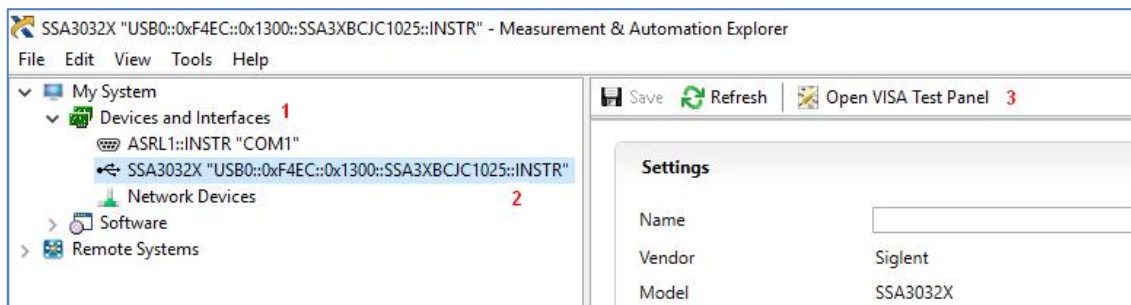 SSA3032X "USB0::0xF4EC::0x1300::SSA3XBCJC1025::INSTR" - Measurement & Automation Explorer
File Edit View Tools Help
My System
Devices and Interfaces 1
ASRL1::INSTR "COM1"
SSA3032X "USB0::0xF4EC::0x1300::SSA3XBCJC1025::INSTR"
Network Devices 2
Software
Remote Systems
Save Refresh Open VISA Test Panel 3
Settings
Name
Vendor Siglent
Model SSA3032X